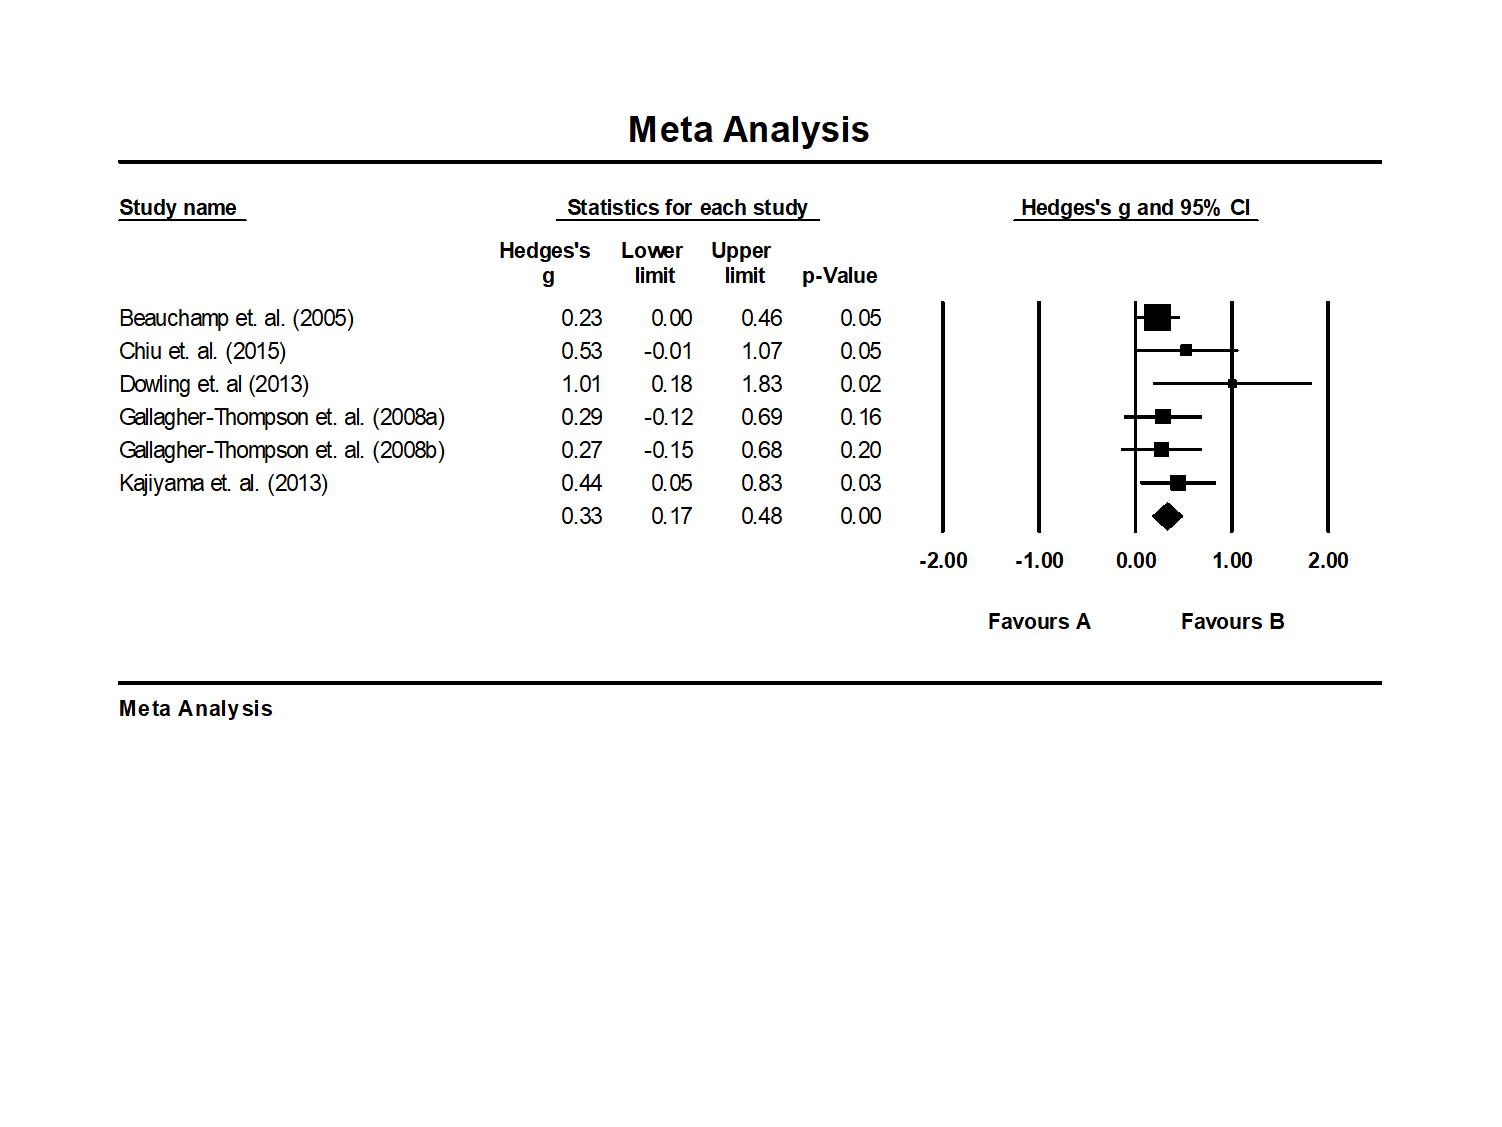 Meta Analysis
Study name Statistics for each study Hedges's g and 95% CI
Hedges's Lower Upper
g limit limit p-Value
Beauchamp et. al. (2005) 0.23 0.00 0.46 0.05
Chiu et. al. (2015) 0.53 -0.01 1.07 0.05
Dowling et. al (2013) 1.01 0.18 1.83 0.02
Gallagher-Thompson et. al. (2008a) 0.29 -0.12 0.69 0.16
Gallagher-Thompson et. al. (2008b) 0.27 -0.15 0.68 0.20
Kajiyama et. al. (2013) 0.44 0.05 0.83 0.03
0.33 0.17 0.48 0.00
-2.00 -1.00 0.00 1.00 2.00
Favours A Favours B
Meta Analysis